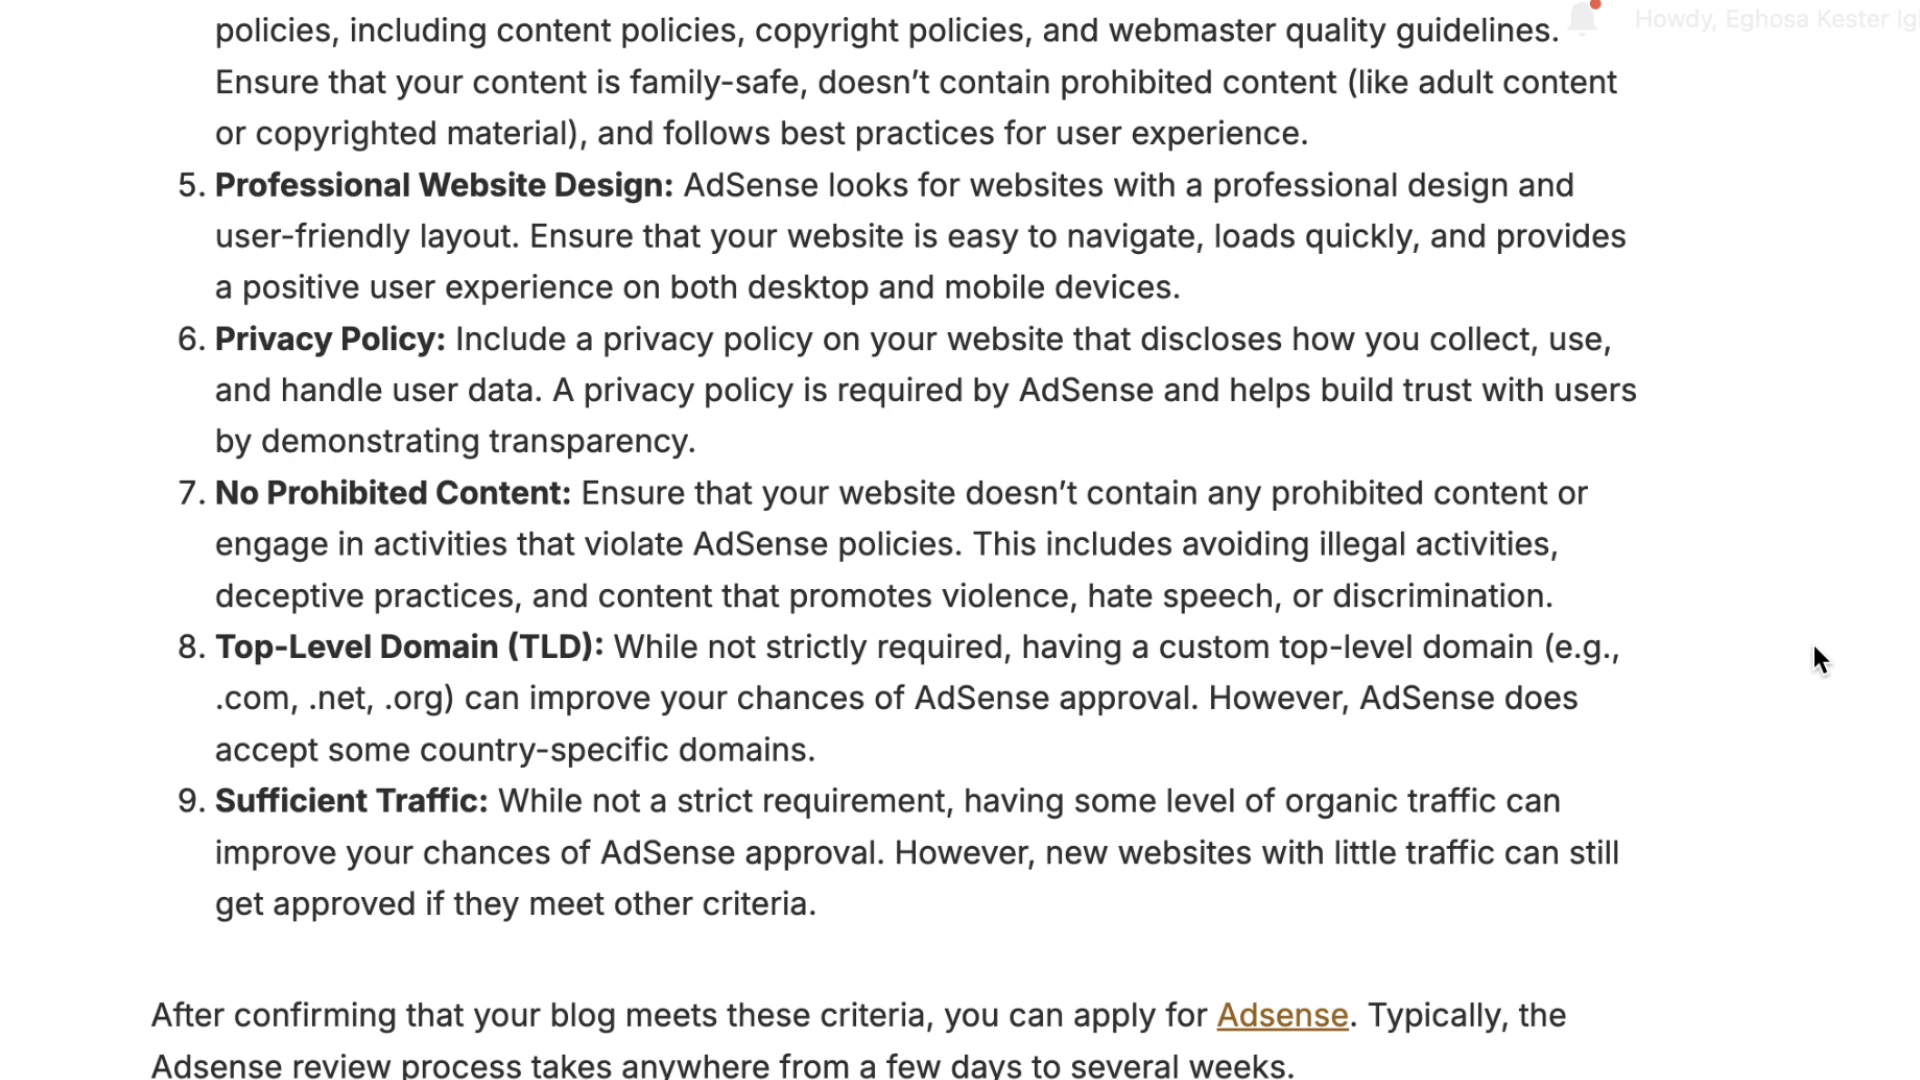 Howdy, Eghosa Kester
policies, including content policies, copyright policies, and webmaster quality guidelines.
Ensure that your content is family-safe, doesn’t contain prohibited content (like adult content
or copyrighted material), and follows best practices for user experience.
5. Professional Website Design: AdSense looks for websites with a professional design and
user-friendly layout. Ensure that your website is easy to navigate, loads quickly, and provides
a positive user experience on both desktop and mobile devices.
6. Privacy Policy: Include a privacy policy on your website that discloses how you collect, use,
and handle user data. A privacy policy is required by AdSense and helps build trust with users
by demonstrating transparency.
7. No Prohibited Content: Ensure that your website doesn’t contain any prohibited content or
engage in activities that violate AdSense policies. This includes avoiding illegal activities,
deceptive practices, and content that promotes violence, hate speech, or discrimination.
8. Top-Level Domain (TLD): While not strictly required, having a custom top-level domain (e.g.,
.com, .net, .org) can improve your chances of AdSense approval. However, AdSense does
accept some country-specific domains.
9. Sufficient Traffic: While not a strict requirement, having some level of organic traffic can
improve your chances of AdSense approval. However, new websites with little traffic can still
get approved if they meet other criteria.
After confirming that your blog meets these criteria, you can apply for Adsense. Typically, the
Adsense review process takes anywhere from a few days to several weeks.